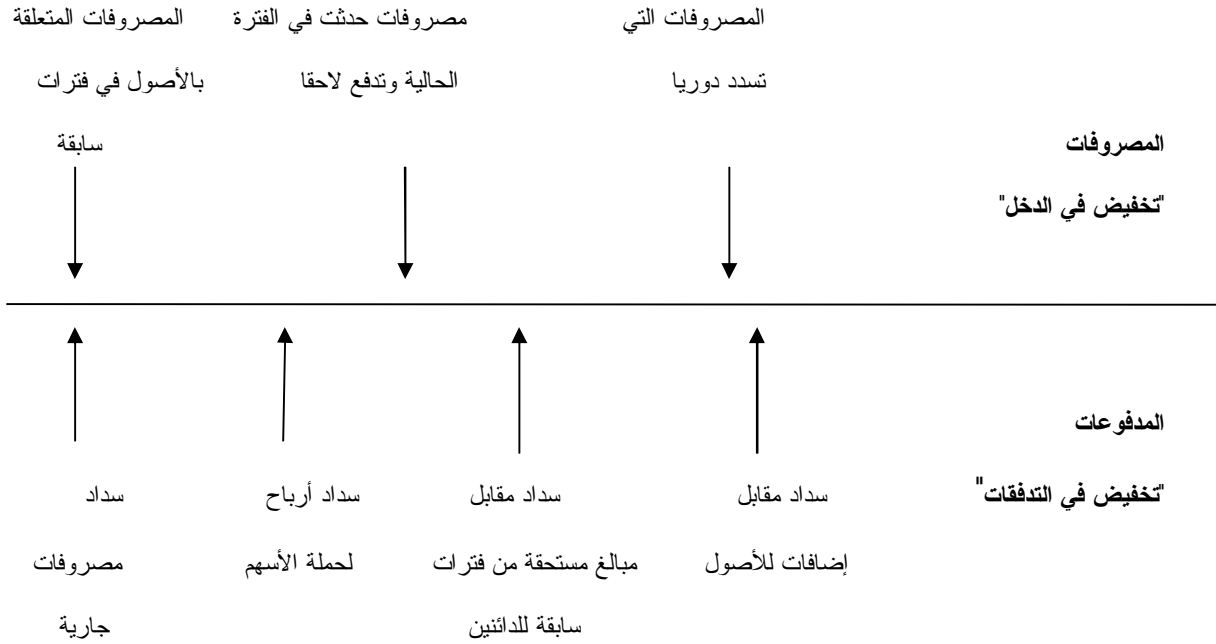 المصروفات التي
تسدد دوريا
مصروفات حدثت في الفترة
الحالية وتدفع لاحقا
المصروفات المتعلقة
بالأصول في فترات
سابقة
المصروفات
"تخفيض في الدخل"
المدفوعات
"تخفيض في التدفقات"
سداد مقابل
إضافات للأصول
سداد مقابل
مبالغ مستحقة من فترات
سابقة للدائنين
سداد أرباح
لحملة الأسهم
سداد
مصروفات
جارية